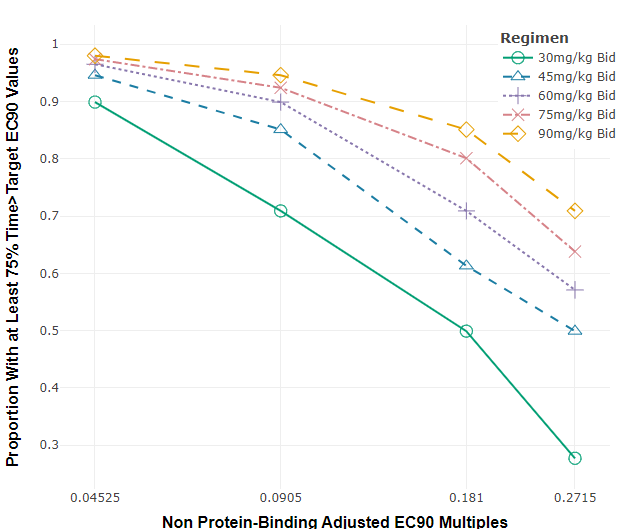 Proportion With at Least 75% Time>Target EC90 Values
1
0.9
0.8
0.7
0.6
0.5
0.4
0.3
0.04525
0.0905
0.181
0.2715
Non Protein-Binding Adjusted EC90 Multiples
Regimen
30mg/kg Bid
45mg/kg Bid
60mg/kg Bid
75mg/kg Bid
90mg/kg Bid